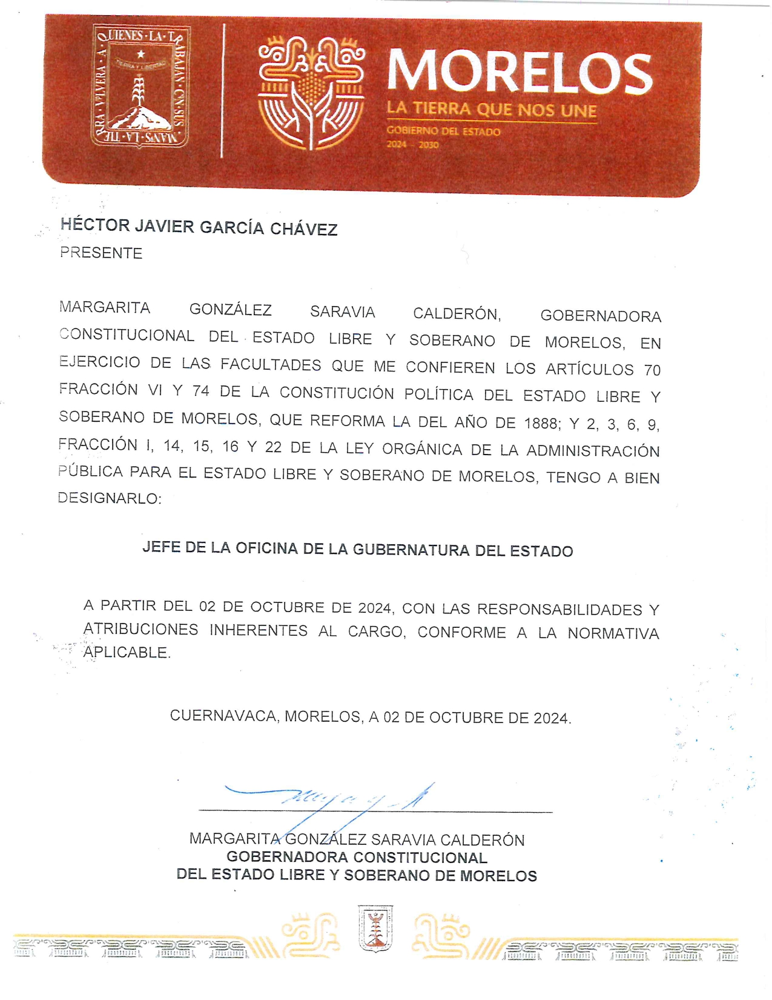 TIERRA · VOLVERA · A · QUIENES · LA · TRABAJAN · CON · SUS · MANOS · LA ·
TIERRA Y LIBERTAD
MORELOS
LA TIERRA QUE NOS UNE
GOBIERNO DEL ESTADO
2024 - 2030
HÉCTOR JAVIER GARCÍA CHÁVEZ
PRESENTE
MARGARITA GONZÁLEZ SARAVIA CALDERÓN, GOBERNADORA
CONSTITUCIONAL DEL ESTADO LIBRE Y SOBERANO DE MORELOS, EN
EJERCICIO DE LAS FACULTADES QUE ME CONFIEREN LOS ARTÍCULOS 70
FRACCIÓN VI Y 74 DE LA CONSTITUCIÓN POLÍTICA DEL ESTADO LIBRE Y
SOBERANO DE MORELOS, QUE REFORMA LA DEL AÑO DE 1888; Y 2, 3, 6, 9,
FRACCIÓN I, 14, 15, 16 Y 22 DE LA LEY ORGÁNICA DE LA ADMINISTRACIÓN
PÚBLICA PARA EL ESTADO LIBRE Y SOBERANO DE MORELOS, TENGO A BIEN
DESIGNARLO:
JEFE DE LA OFICINA DE LA GUBERNATURA DEL ESTADO
A PARTIR DEL 02 DE OCTUBRE DE 2024, CON LAS RESPONSABILIDADES Y
ATRIBUCIONES INHERENTES AL CARGO, CONFORME A LA NORMATIVA
APLICABLE.
CUERNAVACA, MORELOS, A 02 DE OCTUBRE DE 2024.
MARGARITA GONZÁLEZ SARAVIA CALDERÓN
GOBERNADORA CONSTITUCIONAL
DEL ESTADO LIBRE Y SOBERANO DE MORELOS